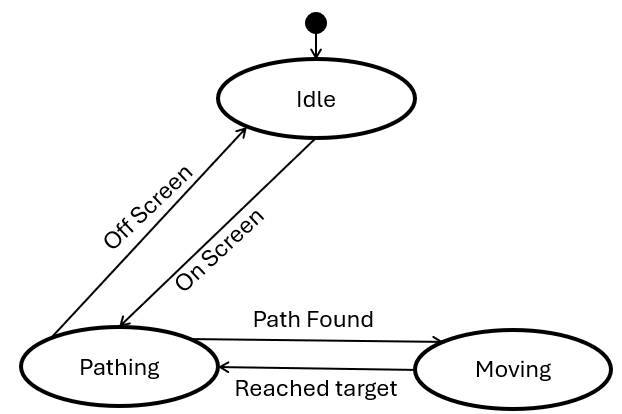 Idle
Off Screen
On Screen
Path Found
Pathing
Moving
Reached target